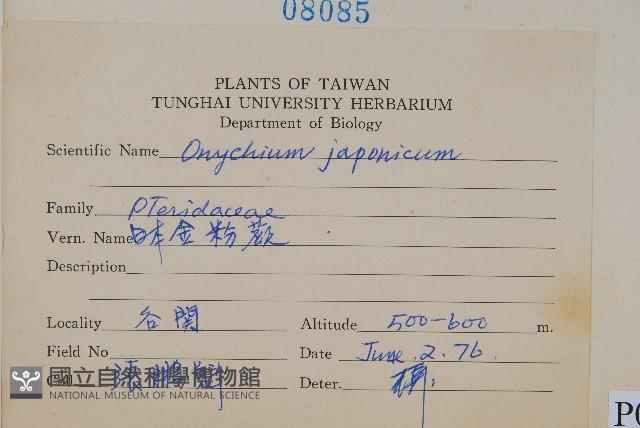 08085
PLANTS OF TAIWAN
TUNGHAI UNIVERSITY HERBARIUM
Department of Biology
Scientific Name Onychium japonicum
Family Pteridaceae
Vern. Name 日本金粉蕨
Description
Locality 谷関 Altitude 500-600 m.
Field No Date June. 2. 76
Deter.
國立自然科學博物館
NATIONAL MUSEUM OF NATURAL SCIENCE